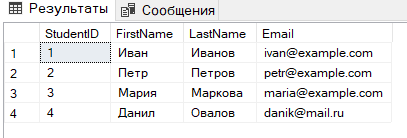 Результаты Сообщения
StudentID FirstName LastName Email
1 1 Иван Иванов ivan@example.com
2 2 Петр Петров petr@example.com
3 3 Мария Маркова maria@example.com
4 4 Данил Овалов danik@mail.ru